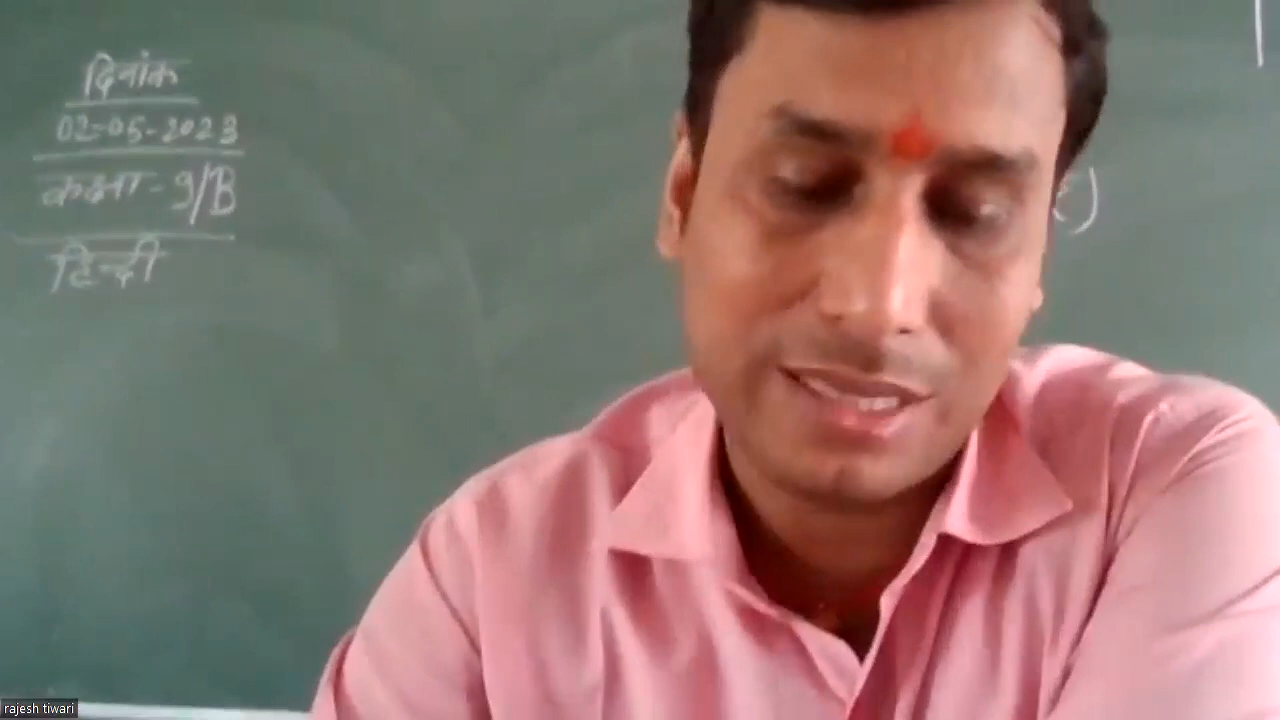 दिनांक
02-05-2023
कक्षा - 9/B
हिन्दी
rajesh tiwari